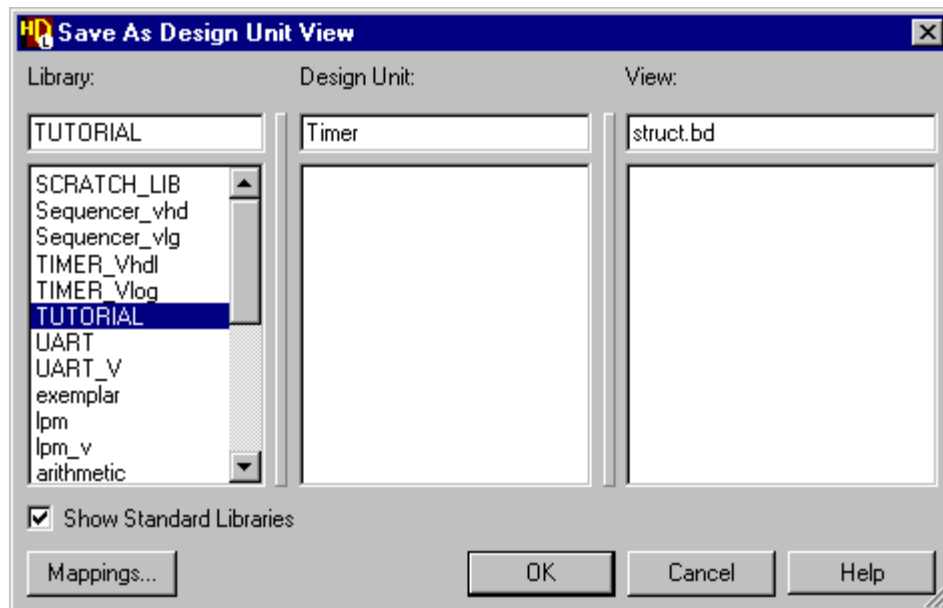 HDL Save As Design Unit View
Library: Design Unit: View:
TUTORIAL Timer struct.bd
SCRATCH_LIB
Sequencer_vhd
Sequencer_vlg
TIMER_Vhdl
TIMER_Vlog
TUTORIAL
UART
UART_V
exemplar
lpm
lpm_v
arithmetic
Show Standard Libraries
Mappings... OK Cancel Help